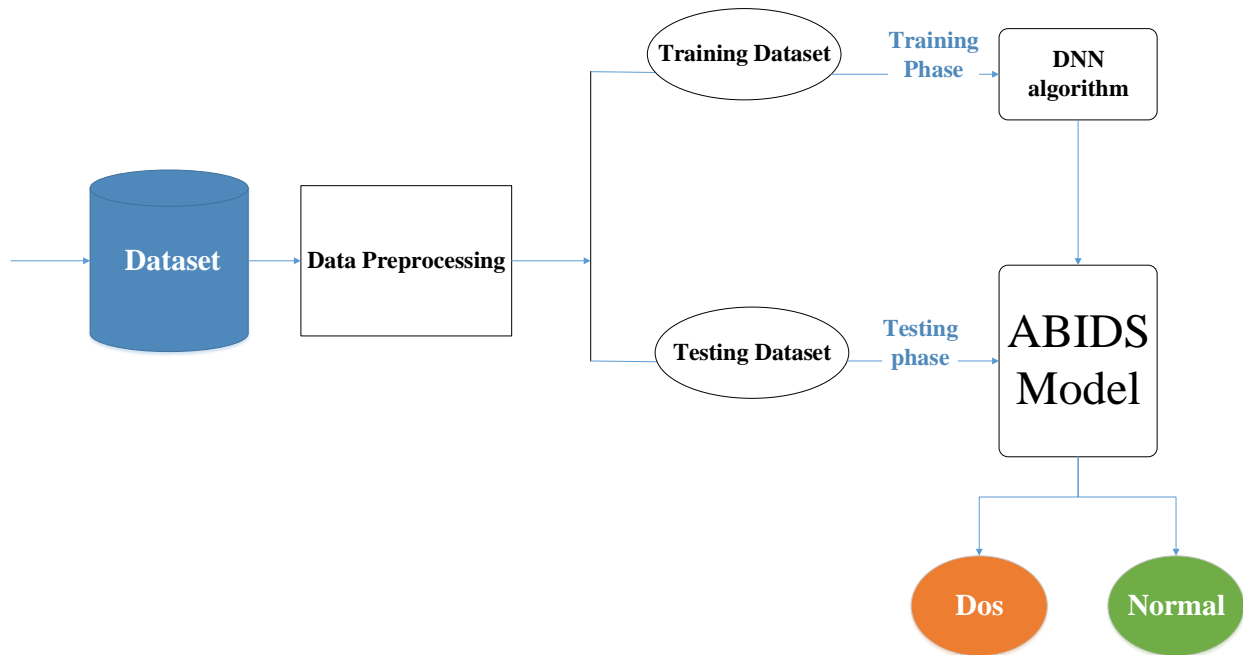 Training Dataset
Training
Phase
DNN
algorithm
Dataset
Data Preprocessing
Testing Dataset
Testing
phase
ABIDS
Model
Dos
Normal